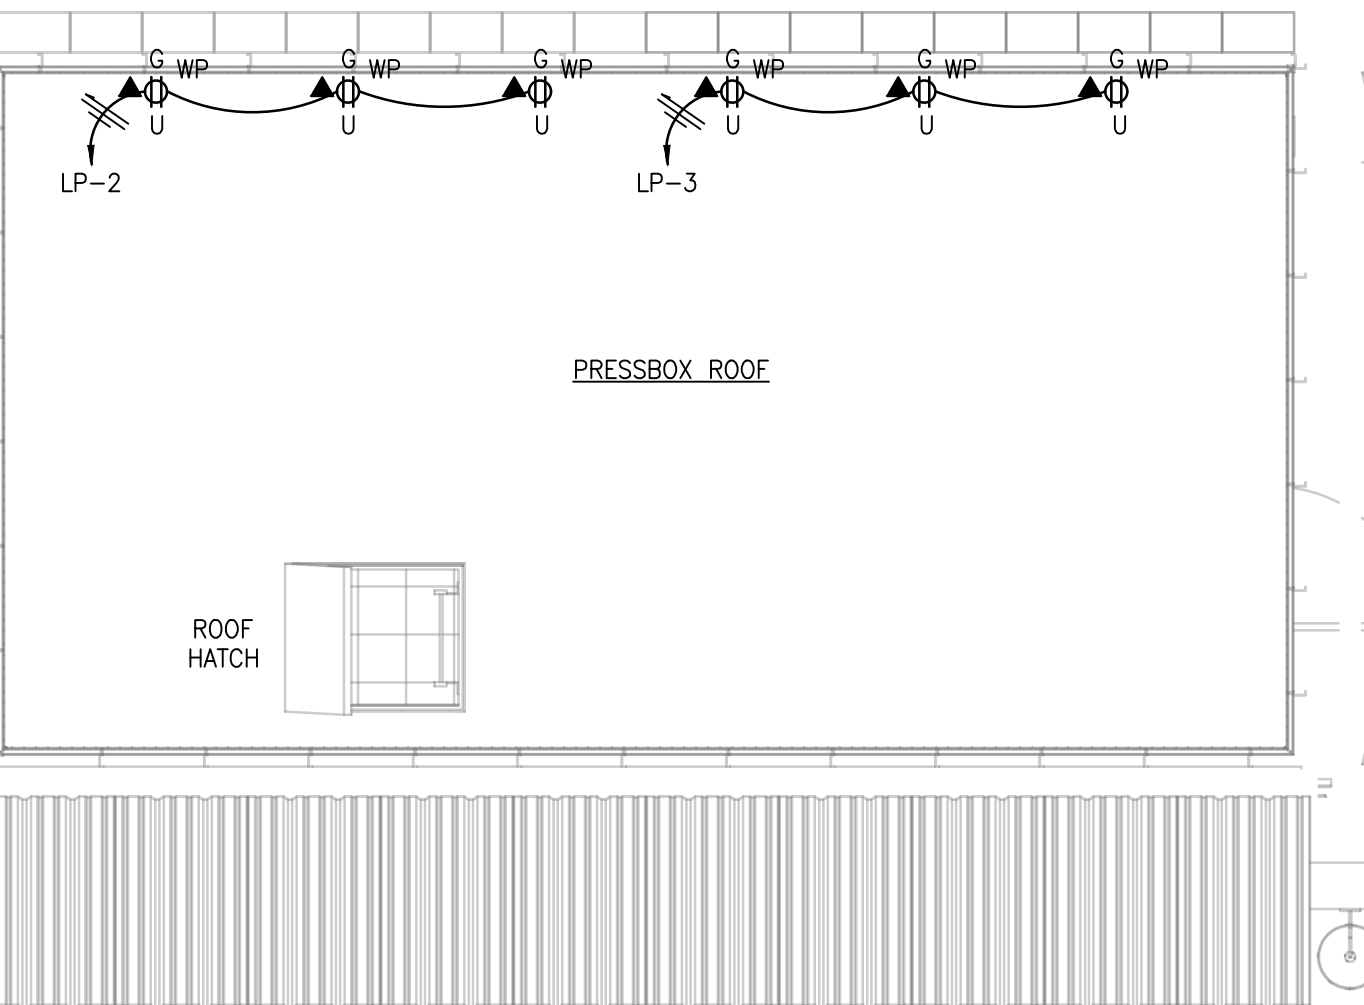 G WP G WP G WP G WP G WP G WP
U U U U U U
LP-2 LP-3
PRESSBOX ROOF
ROOF
HATCH